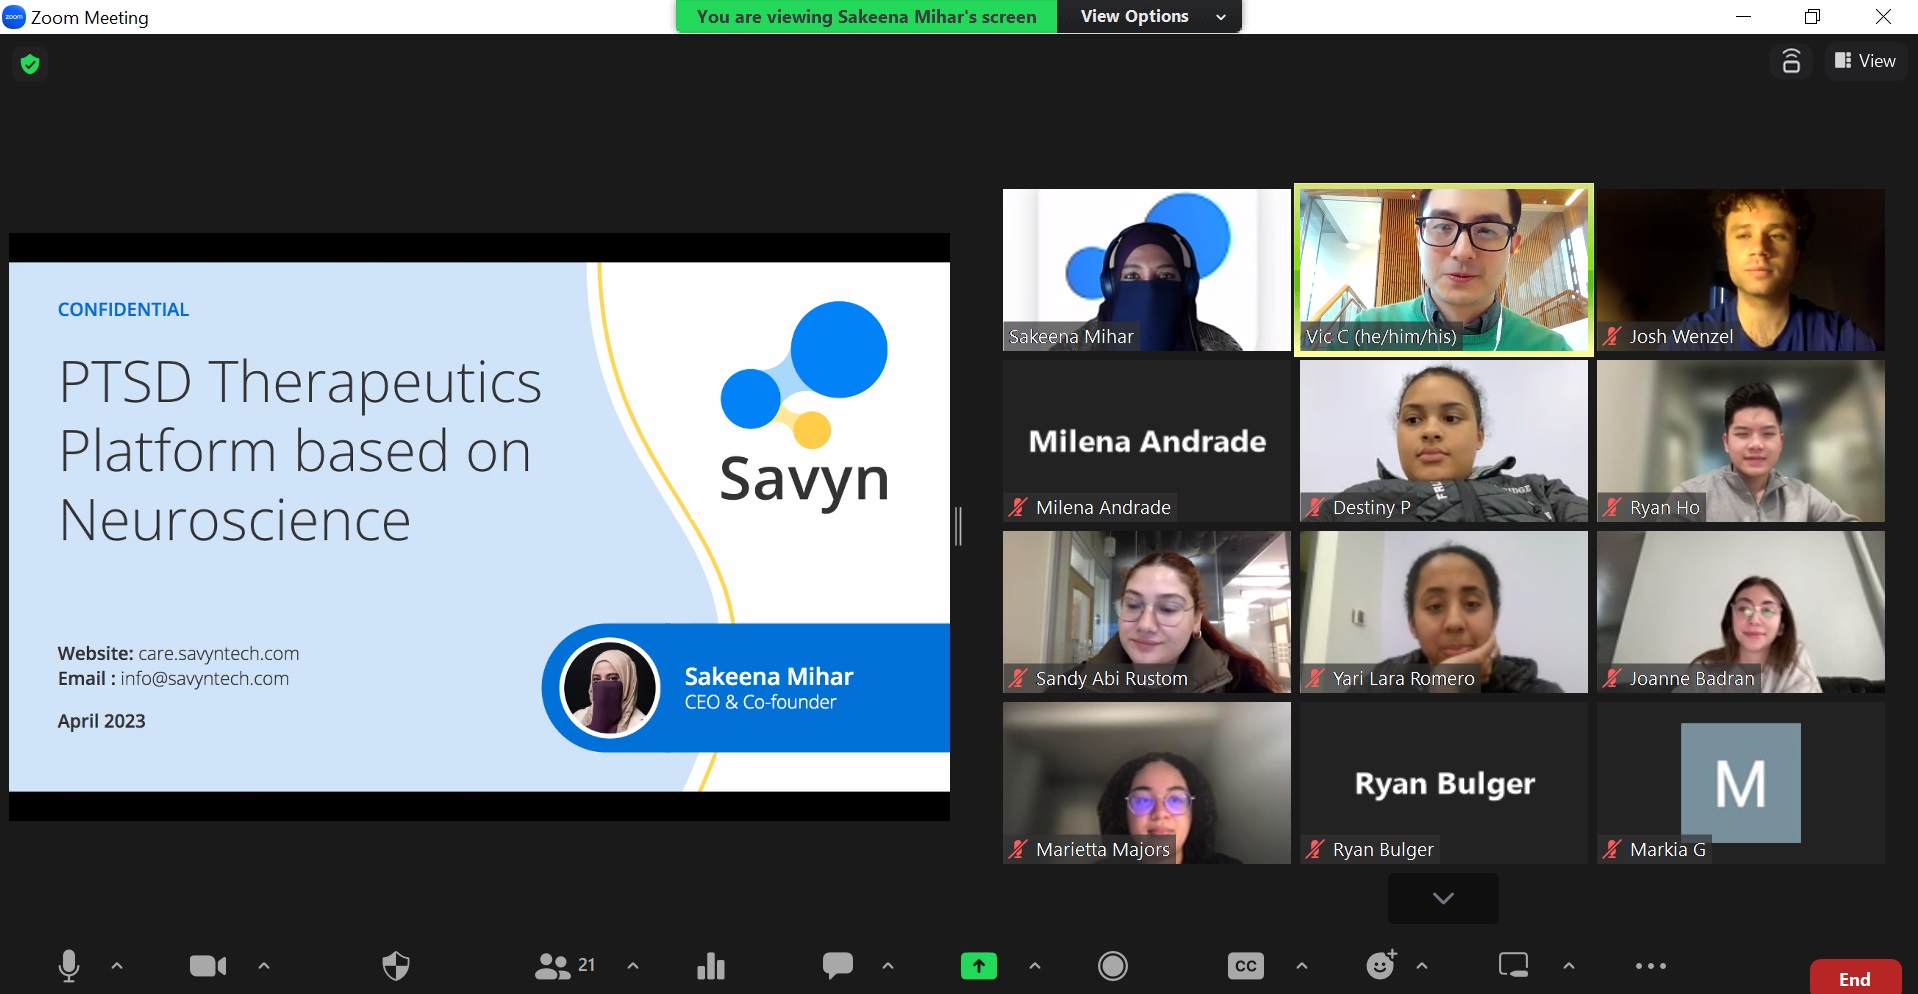 zoom Zoom Meeting
You are viewing Sakeena Mihar's screen
View Options
View
CONFIDENTIAL
PTSD Therapeutics
Platform based on
Neuroscience
Savyn
Website: care.savyntech.com
Email : info@savyntech.com
April 2023
Sakeena Mihar
CEO & Co-founder
Sakeena Mihar
Vic C (he/him/his)
Josh Wenzel
Milena Andrade
Milena Andrade
Destiny P
Ryan Ho
Sandy Abi Rustom
Yari Lara Romero
Joanne Badran
Marietta Majors
Ryan Bulger
Ryan Bulger
M
Markia G
21
CC
End